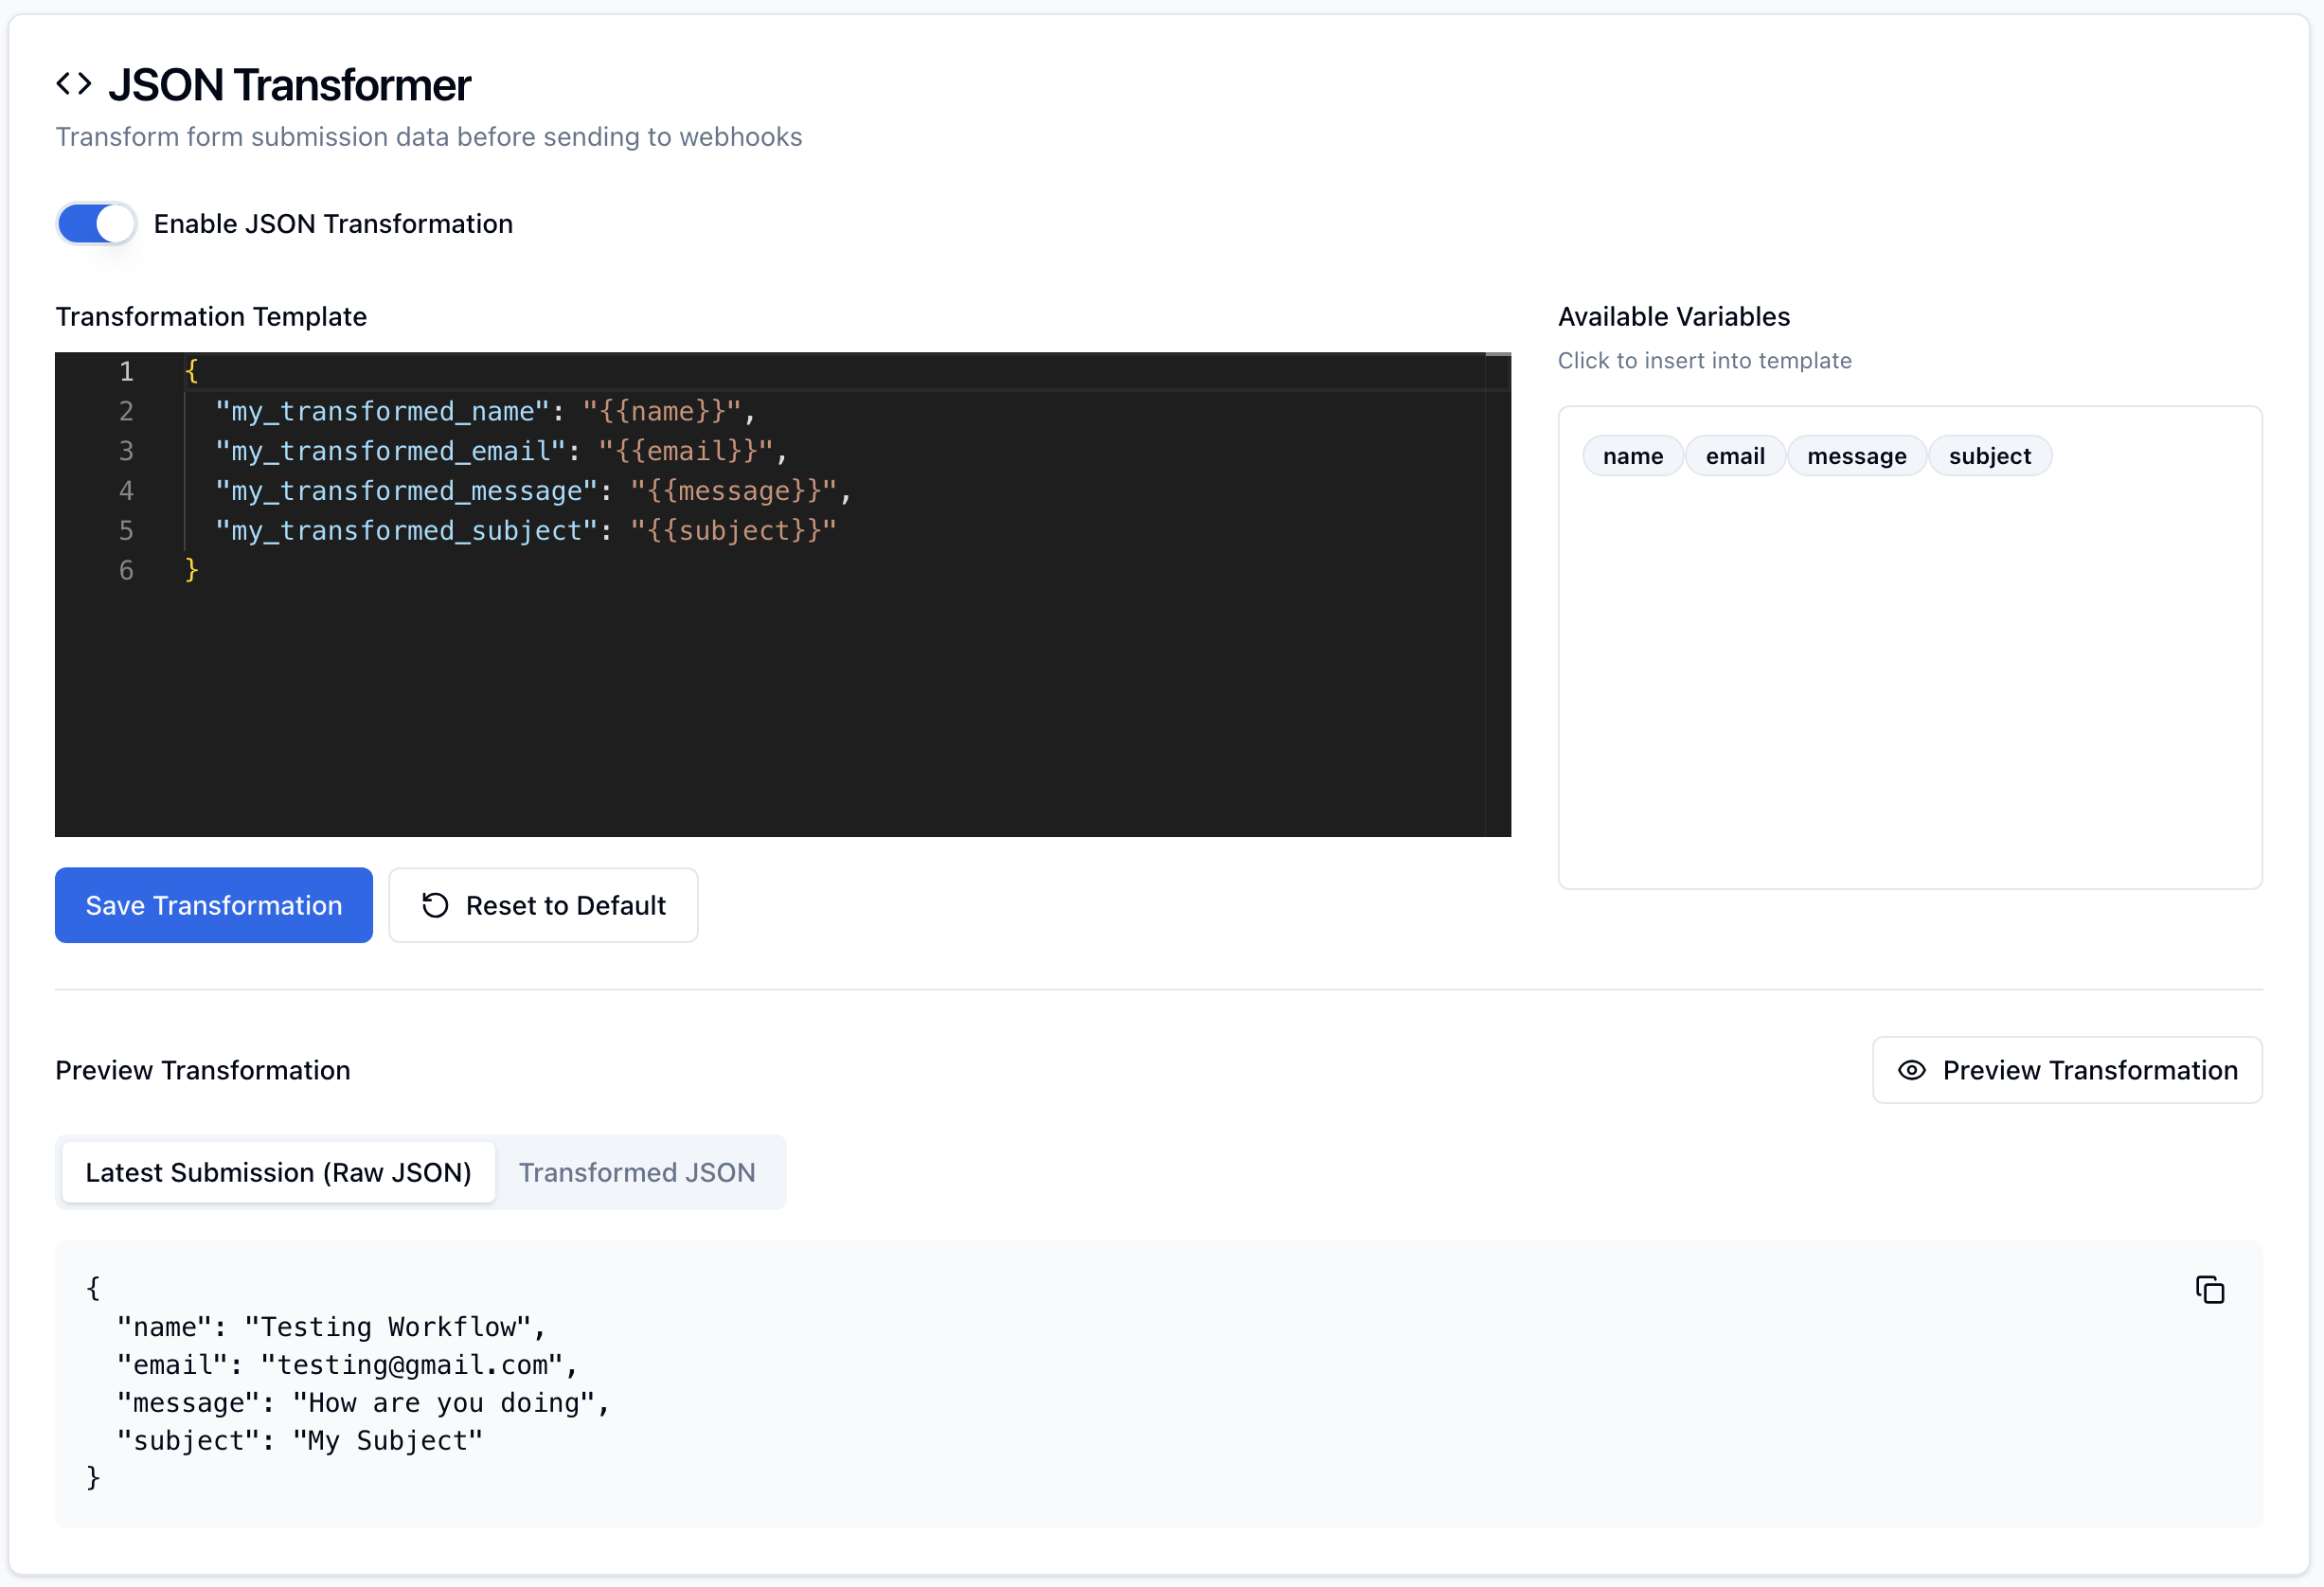 JSON Transformer
Transform form submission data before sending to webhooks
Enable JSON Transformation
Transformation Template
1 {
2 "my_transformed_name": "{{name}}",
3 "my_transformed_email": "{{email}}",
4 "my_transformed_message": "{{message}}",
5 "my_transformed_subject": "{{subject}}"
6 }
Save Transformation Reset to Default
Available Variables
Click to insert into template
name email message subject
Preview Transformation
Preview Transformation
Latest Submission (Raw JSON) Transformed JSON
{
"name": "Testing Workflow",
"email": "testing@gmail.com",
"message": "How are you doing",
"subject": "My Subject"
}